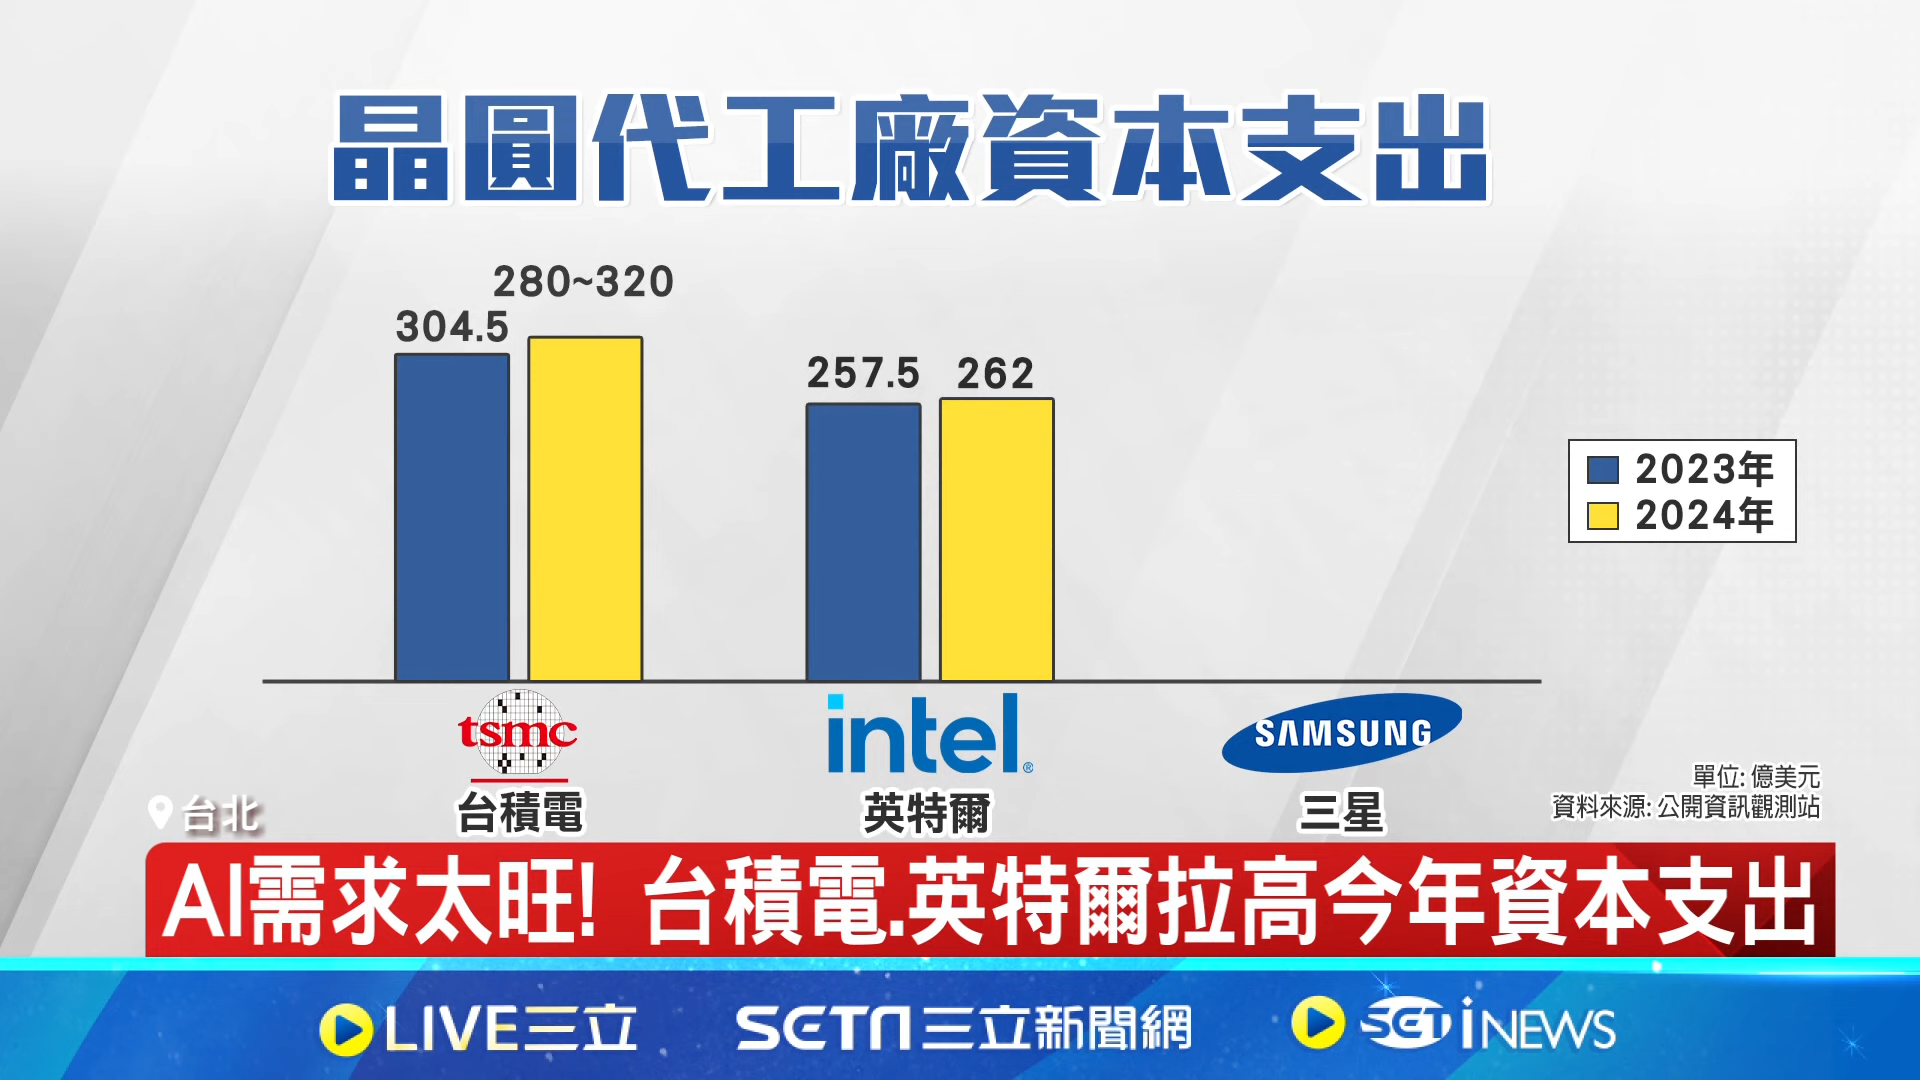 晶圓代工廠資本支出
280~320
304.5
257.5
262
2023年
2024年
tsmc
intel®
SAMSUNG
台積電
英特爾
三星
單位: 億美元
資料來源: 公開資訊觀測站
台北
AI需求太旺! 台積電.英特爾拉高今年資本支出
LIVE三立
SETN三立新聞網
SET iNEWS